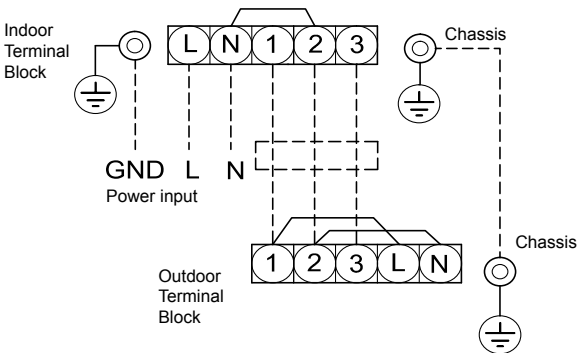 Indoor
Terminal
Block
L N 1 2 3
Chassis
GND L N
Power input
1 2 3 L N
Chassis
Outdoor
Terminal
Block